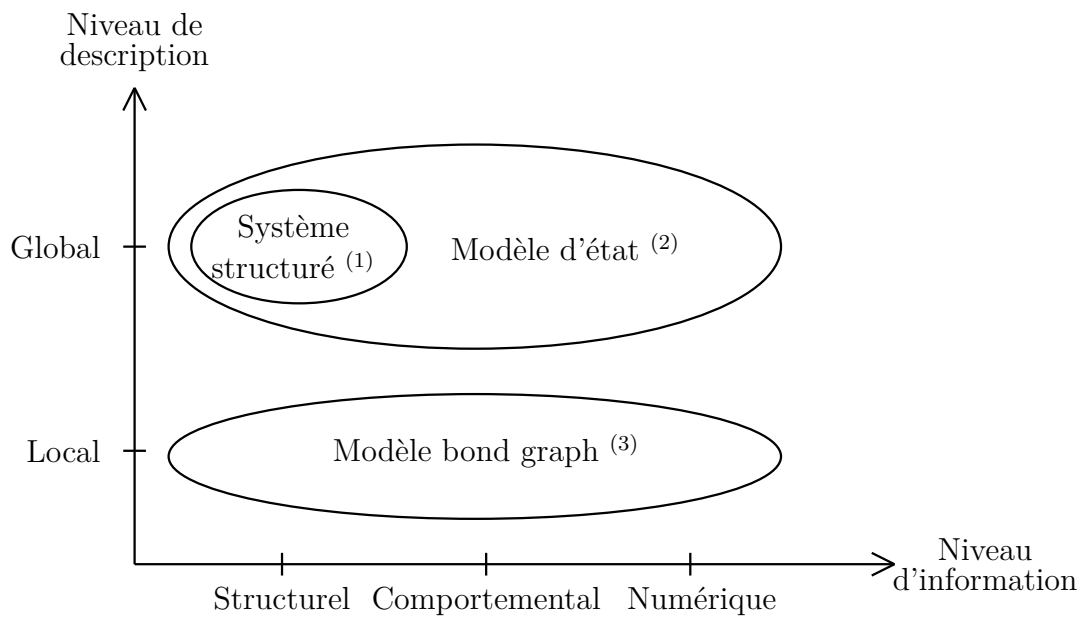 Niveau de
description
Système
structuré (1)
Modèle d'état (2)
Global
Local
Modèle bond graph (3)
Niveau
d'information
Structurel
Comportemental
Numérique